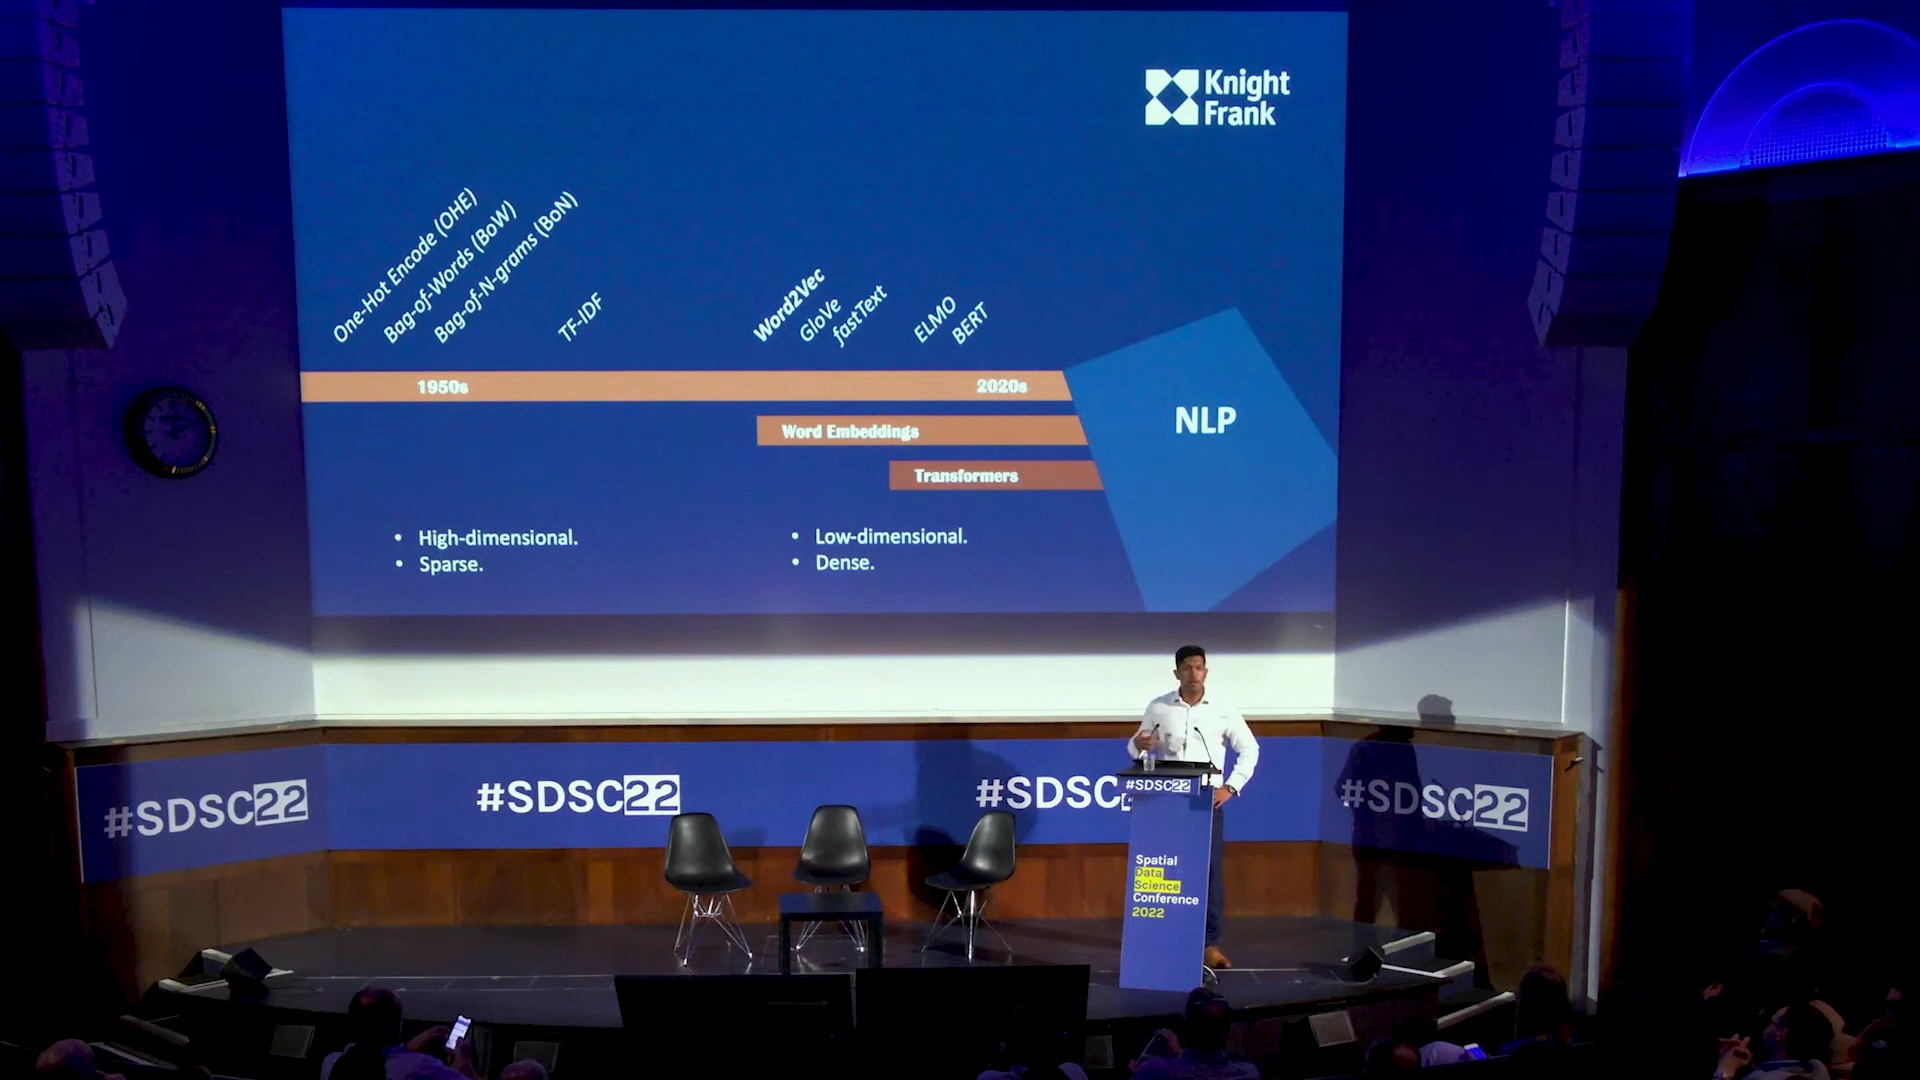 Knight
Frank
One-Hot Encode (OHE)
Bag-of-Words (BoW)
Bag-of-N-grams (BoN)
TF-IDF
Word2Vec
GloVe
fastText
ELMO
BERT
1950s
2020s
Word Embeddings
Transformers
NLP
• High-dimensional.
• Sparse.
• Low-dimensional.
• Dense.
#SDSC22
#SDSC22
#SDSC
#SDSC22
#SDSC22
Spatial
Data
Science
Conference
2022